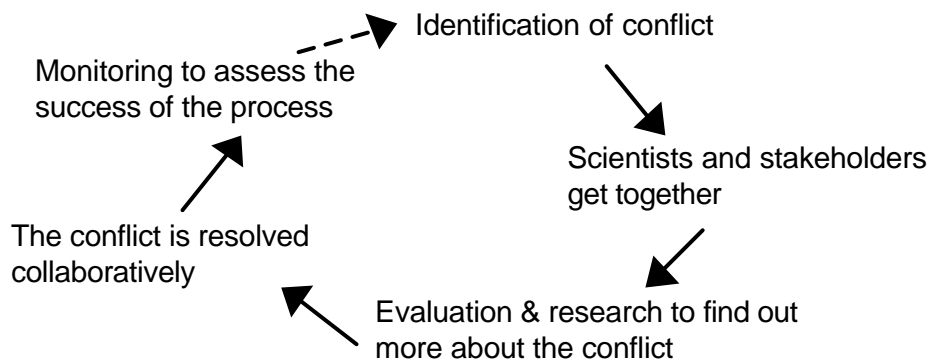 Identification of conflict
Scientists and stakeholders
get together
Evaluation & research to find out
more about the conflict
The conflict is resolved
collaboratively
Monitoring to assess the
success of the process